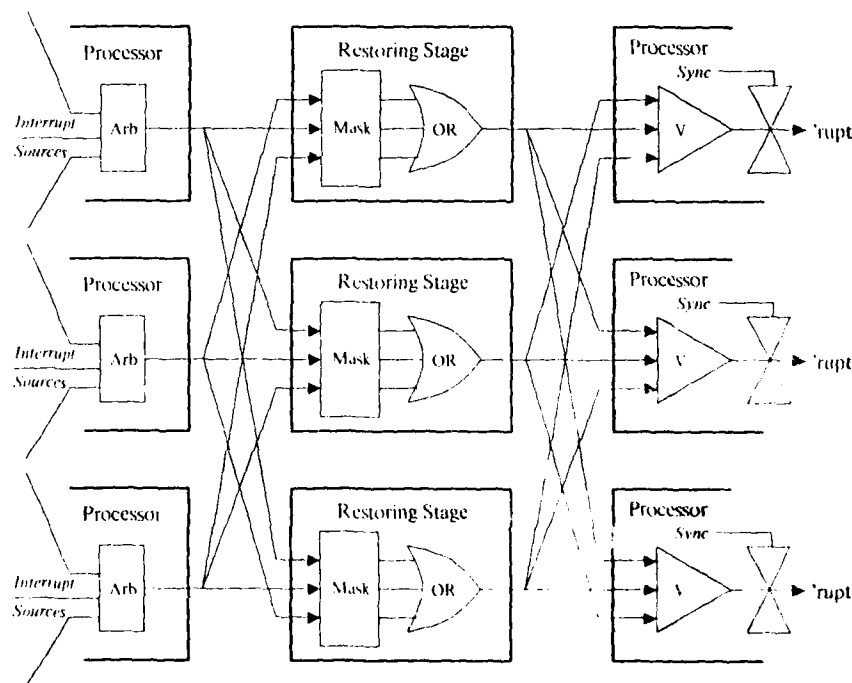 Processor
Restoring Stage
Processor
Sync
Interrupt
Sources
Arb
Mask
OR
V
'rupt
Processor
Restoring Stage
Processor
Sync
Interrupt
Sources
Arb
Mask
OR
V
'rupt
Processor
Restoring Stage
Processor
Sync
Interrupt
Sources
Arb
Mask
OR
V
'rupt